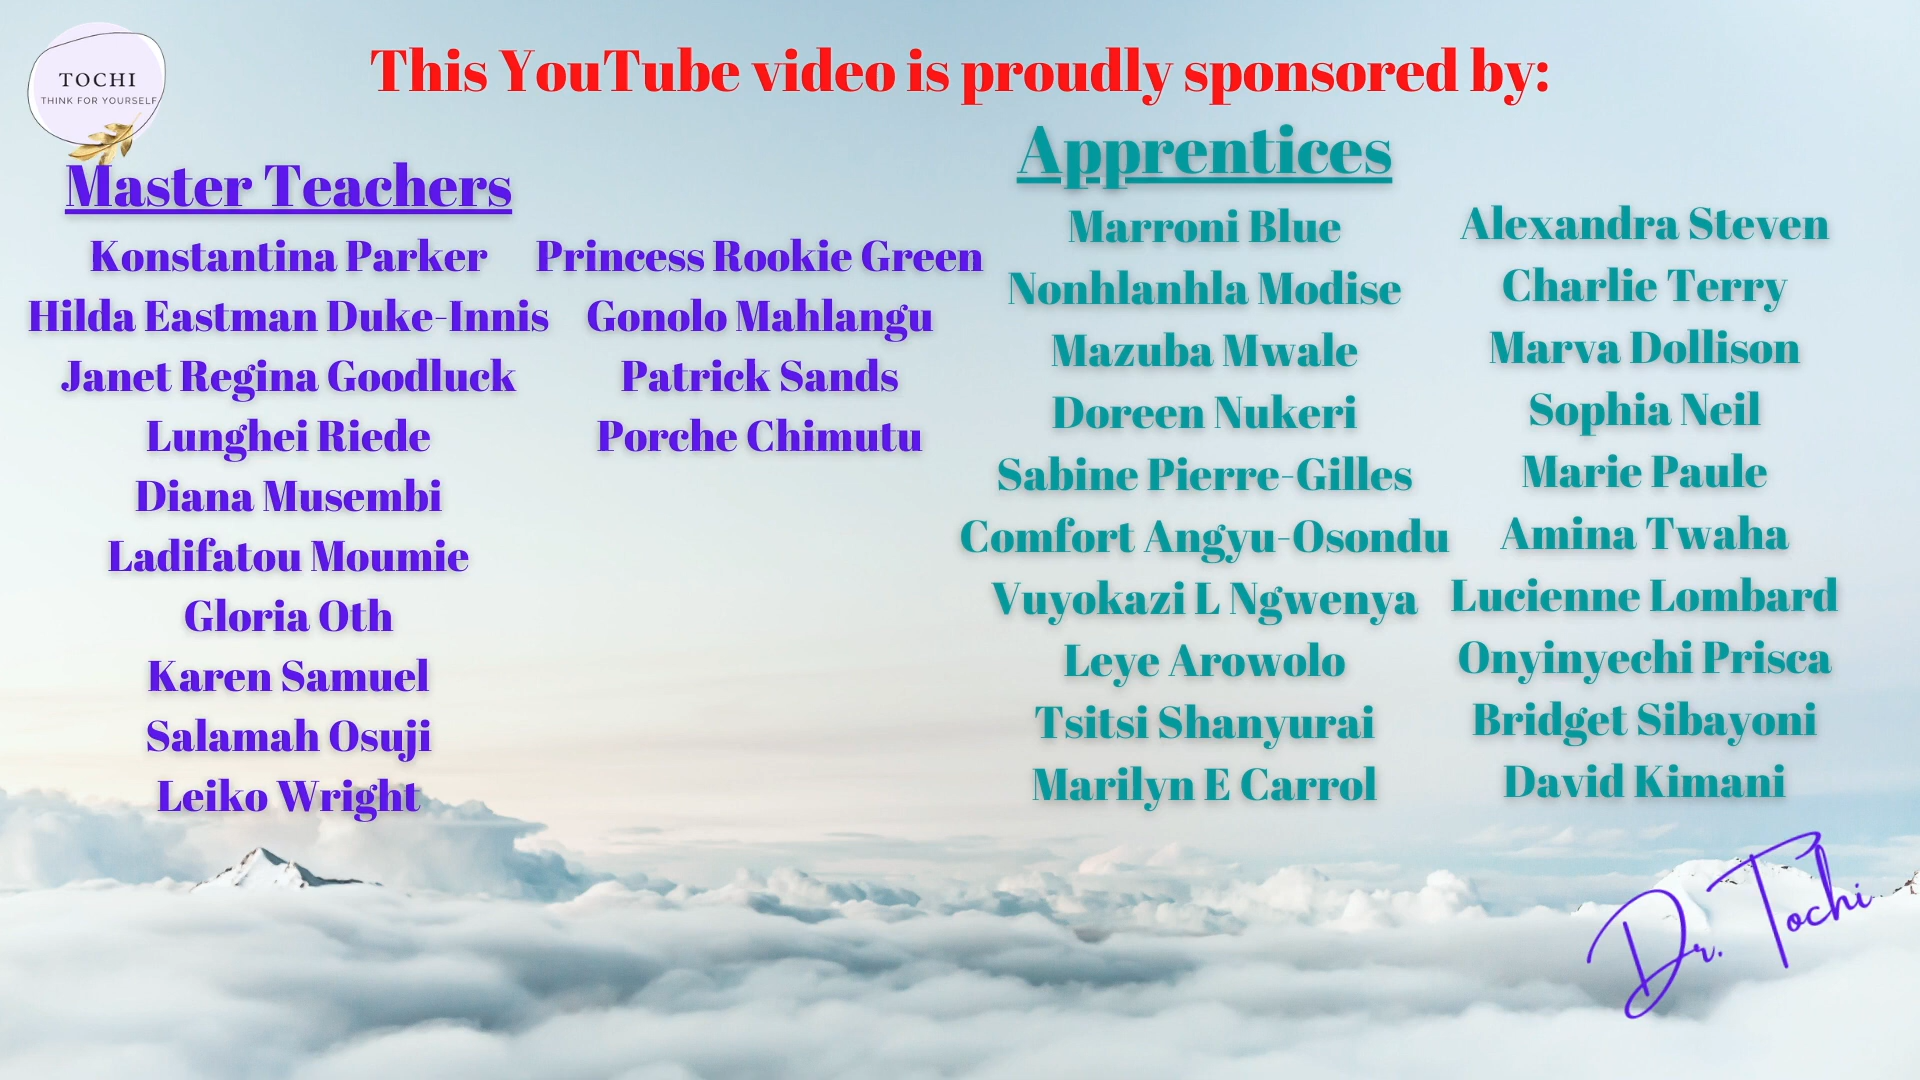 TOCHI
THINK FOR YOURSELF
This YouTube video is proudly sponsored by:
Master Teachers
Konstantina Parker
Hilda Eastman Duke-Innis
Janet Regina Goodluck
Lunghei Riede
Diana Musembi
Ladifatou Moumie
Gloria Oth
Karen Samuel
Salamah Osuji
Leiko Wright
Princess Rookie Green
Gonolo Mahlangu
Patrick Sands
Porche Chimutu
Apprentices
Marroni Blue
Nonhlanhla Modise
Mazuba Mwale
Doreen Nukeri
Sabine Pierre-Gilles
Comfort Angyu-Osondu
Vuyokazi L Ngwenya
Leye Arowolo
Tsitsi Shanyurai
Marilyn E Carrol
Alexandra Steven
Charlie Terry
Marva Dollison
Sophia Neil
Marie Paule
Amina Twaha
Lucienne Lombard
Onyinyechi Prisca
Bridget Sibayoni
David Kimani
Dr. Tochi